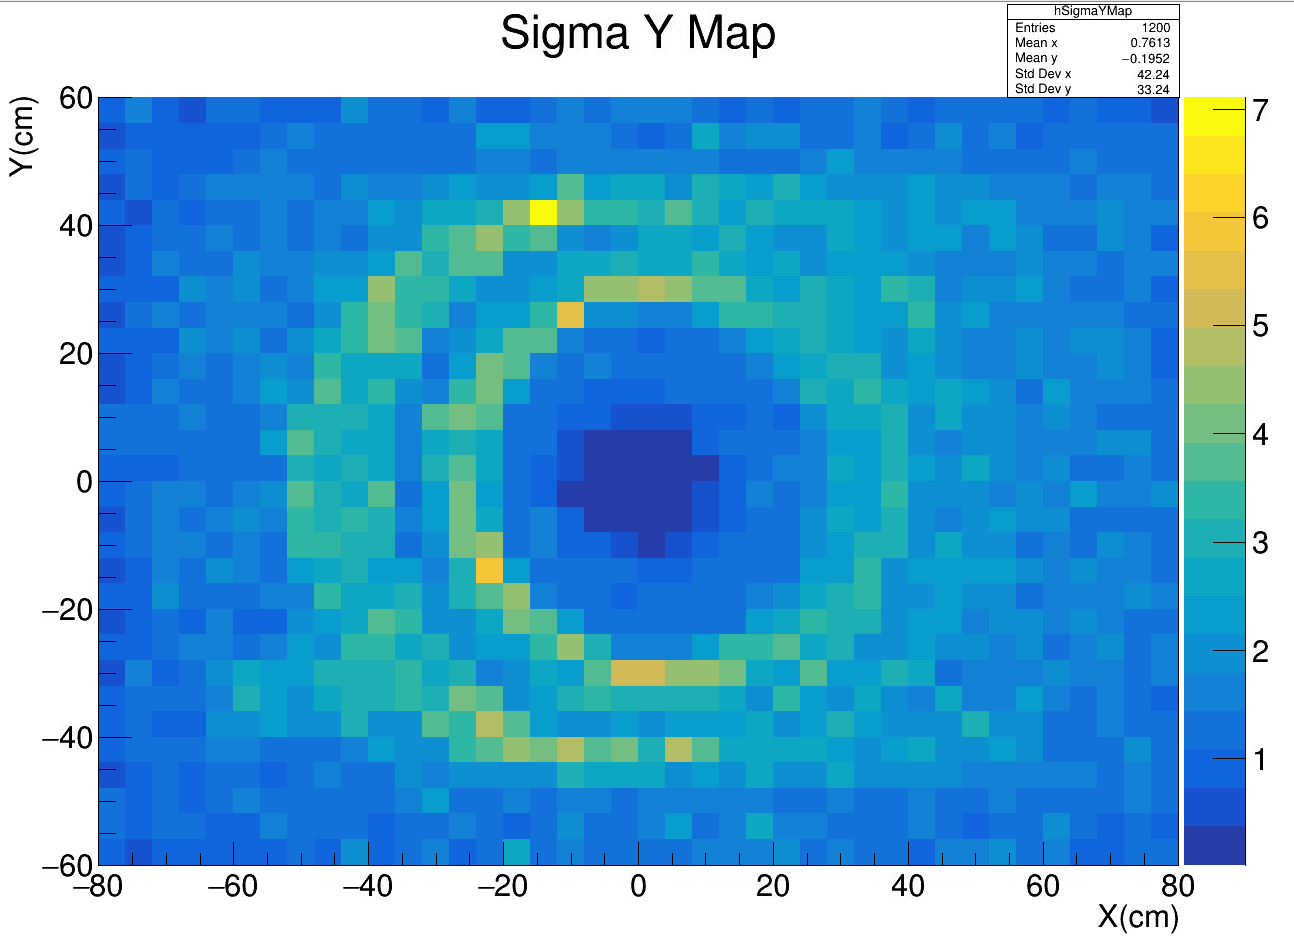 Sigma Y Map
hSigmaYMap
Entries 1200
Mean x 0.7613
Mean y −0.1952
Std Dev x 42.24
Std Dev y 33.24
Y(cm)
60
40
20
0
−20
−40
−60
−80 −60 −40 −20 0 20 40 60 80
X(cm)
7
6
5
4
3
2
1